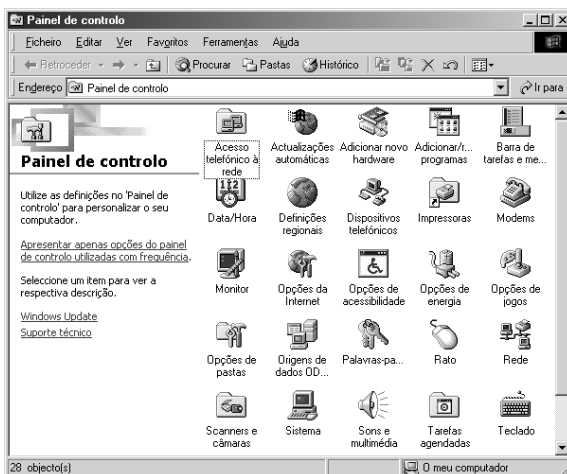 Painel de controlo
Ficheiro Editar Ver Favoritos Ferramentas Ajuda
Retroceder Procurar Pastas Histórico
Endereço Painel de controlo Ir para
Painel de controlo
Utilize as definições no 'Painel de
controlo' para personalizar o seu
computador.
Apresentar apenas opções do painel
de controlo utilizadas com frequência.
Seleccione um item para ver a
respectiva descrição.
Windows Update
Suporte técnico
Acesso
telefónico à
rede
Actualizações
automáticas
Adicionar novo
hardware
Adicionar/r...
programas
Barra de
tarefas e me...
Data/Hora
Definições
regionais
Dispositivos
telefónicos
Impressoras
Modems
Monitor
Opções da
Internet
Opções de
acessibilidade
Opções de
energia
Opções de
jogos
Opções de
pastas
Origens de
dados OD...
Palavras-pa...
Rato
Rede
Scanners e
câmaras
Sistema
Sons e
multimédia
Tarefas
agendadas
Teclado
28 objecto(s)
O meu computador